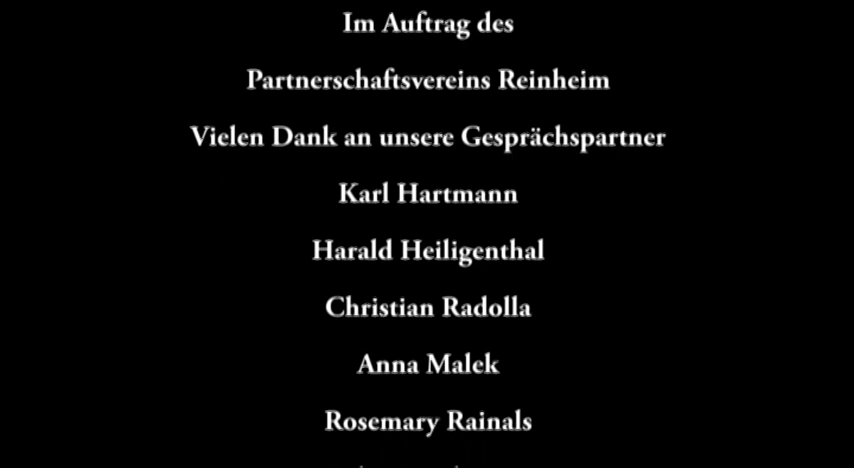 Im Auftrag des
Partnerschaftsvereins Reinheim
Vielen Dank an unsere Gesprächspartner
Karl Hartmann
Harald Heiligenthal
Christian Radolla
Anna Malek
Rosemary Rainals